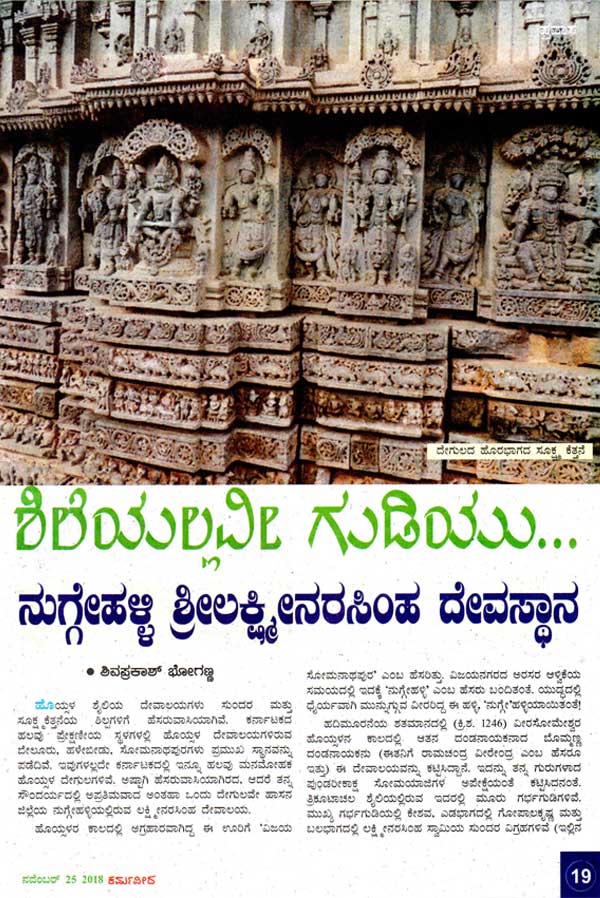 ಪ್ರವಾಸ
ದೇಗುಲದ ಹೊರಭಾಗದ ಸೂಕ್ಷ್ಮ ಕೆತ್ತನೆ
ಶಿಲೆಯಲ್ಲವೀ ಗುಡಿಯು...
ನುಗ್ಗೇಹಳ್ಳಿ ಶ್ರೀಲಕ್ಷ್ಮೀನರಸಿಂಹ ದೇವಸ್ಥಾನ
● ಶಿವಪ್ರಕಾಶ್ ಭೋಗಣ್ಣ
ಹೊಯ್ಸಳ ಶೈಲಿಯ ದೇವಾಲಯಗಳು ಸುಂದರ ಮತ್ತು
ಸೂಕ್ಷ್ಮಕೆತ್ತನೆಯ ಶಿಲ್ಪಗಳಿಗೆ ಹೆಸರುವಾಸಿಯಾಗಿವೆ. ಕರ್ನಾಟಕದ
ಹಲವು ಪ್ರೇಕ್ಷಣೀಯ ಸ್ಥಳಗಳಲ್ಲಿ ಹೊಯ್ಸಳ ದೇವಾಲಯಗಳಿರುವ
ಬೇಲೂರು, ಹಳೇಬೀಡು, ಸೋಮನಾಥಪುರಗಳು ಪ್ರಮುಖ ಸ್ಥಾನವನ್ನು
ಪಡೆದಿವೆ. ಇವುಗಳಲ್ಲದೇ ಕರ್ನಾಟಕದಲ್ಲಿ ಇನ್ನೂ ಹಲವು ಮನಮೋಹಕ
ಹೊಯ್ಸಳ ದೇಗುಲಗಳಿವೆ. ಅಷ್ಟಾಗಿ ಹೆಸರುವಾಸಿಯಾಗಿರದ, ಆದರೆ ತನ್ನ
ಸೌಂದರ್ಯದಲ್ಲಿ ಅಪ್ರತಿಮವಾದ ಅಂತಹಾ ಒಂದು ದೇಗುಲವೇ ಹಾಸನ
ಜಿಲ್ಲೆಯ ನುಗ್ಗೇಹಳ್ಳಿಯಲ್ಲಿರುವ ಲಕ್ಷ್ಮೀನರಸಿಂಹ ದೇವಾಲಯ.
ಹೊಯ್ಸಳರ ಕಾಲದಲ್ಲಿ ಅಗ್ರಹಾರವಾಗಿದ್ದ ಈ ಊರಿಗೆ 'ವಿಜಯ
ಸೋಮನಾಥಪುರ' ಎಂಬ ಹೆಸರಿತ್ತು. ವಿಜಯನಗರದ ಅರಸರ ಆಳ್ವಿಕೆಯ
ಸಮಯದಲ್ಲಿ ಇದಕ್ಕೆ 'ನುಗ್ಗೇಹಳ್ಳಿ' ಎಂಬ ಹೆಸರು ಬಂದಿತಂತೆ. ಯುದ್ಧದಲ್ಲಿ
ಧೈರ್ಯವಾಗಿ ಮುನ್ನುಗ್ಗುವ ವೀರರಿದ್ದ ಈ ಹಳ್ಳಿ, 'ನುಗ್ಗೇ'ಹಳ್ಳಿಯಾಯಿತಂತೆ!
ಹದಿಮೂರನೆಯ ಶತಮಾನದಲ್ಲಿ (ಕ್ರಿ.ಶ. 1246) ವೀರಸೋಮೇಶ್ವರ
ಹೊಯ್ಸಳನ ಕಾಲದಲ್ಲಿ ಆತನ ದಂಡನಾಯಕನಾದ ಬೊಮ್ಮಣ್ಣ
ದಂಡನಾಯಕನು (ಈತನಿಗೆ ರಾಮಚಂದ್ರ ವೀರೇಂದ್ರ ಎಂಬ ಹೆಸರೂ
ಇತ್ತು) ಈ ದೇವಾಲಯವನ್ನು ಕಟ್ಟಿಸಿದ್ದಾನೆ. ಇದನ್ನು ತನ್ನ ಗುರುಗಳಾದ
ಪುಂಡರೀಕಾಕ್ಷ ಸೋಮಯಾಜಿಗಳ ಅಪೇಕ್ಷೆಯಂತೆ ಕಟ್ಟಿಸಿದನಂತೆ.
ತ್ರಿಕೂಟಾಚಲ ಶೈಲಿಯಲ್ಲಿರುವ ಇದರಲ್ಲಿ ಮೂರು ಗರ್ಭಗುಡಿಗಳಿವೆ.
ಮುಖ್ಯ ಗರ್ಭಗುಡಿಯಲ್ಲಿ ಕೇಶವ, ಎಡಭಾಗದಲ್ಲಿ ಗೋಪಾಲಕೃಷ್ಣ ಮತ್ತು
ಬಲಭಾಗದಲ್ಲಿ ಲಕ್ಷ್ಮೀನರಸಿಂಹ ಸ್ವಾಮಿಯ ಸುಂದರ ವಿಗ್ರಹಗಳಿವೆ (ಇಲ್ಲಿನ
ನವೆಂಬರ್ 25 2018 ಕರ್ಮವೀರ
19